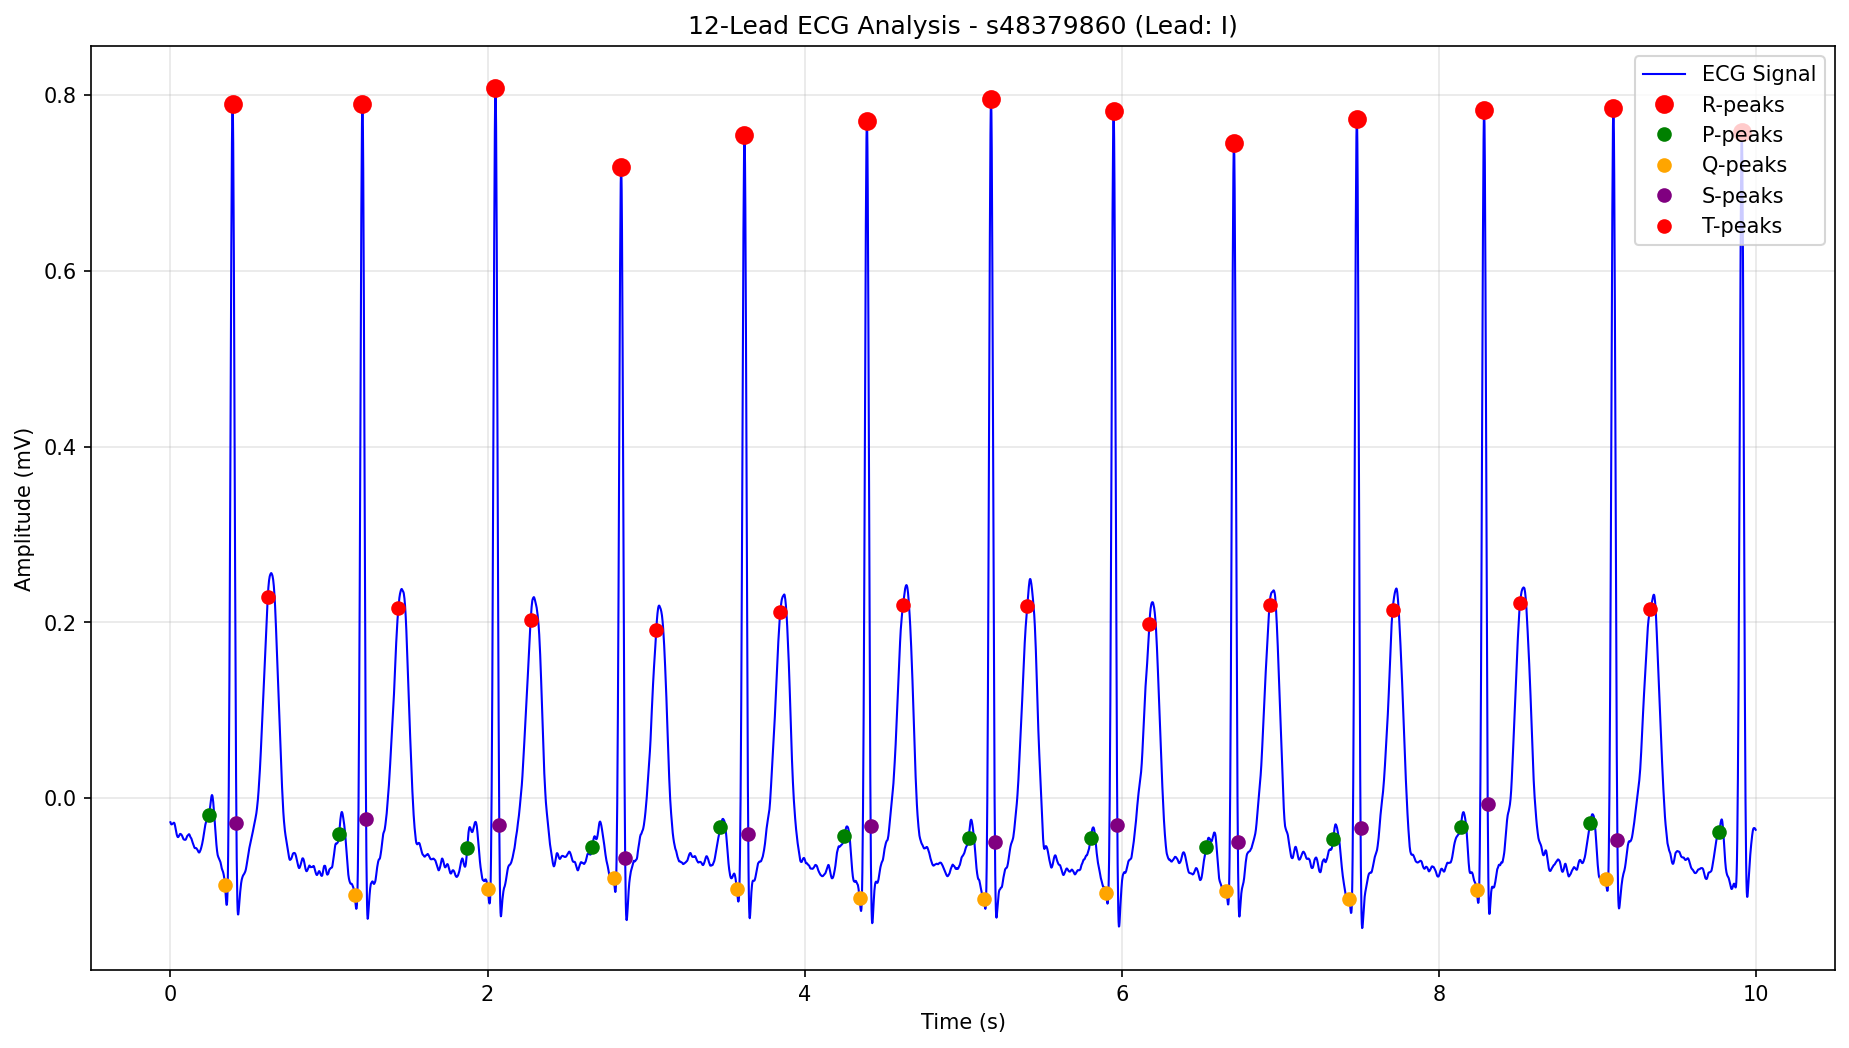 12-Lead ECG Analysis - s48379860 (Lead: I)
ECG Signal
R-peaks
P-peaks
Q-peaks
S-peaks
T-peaks
Amplitude (mV)
0.8
0.6
0.4
0.2
0.0
0 2 4 6 8 10
Time (s)